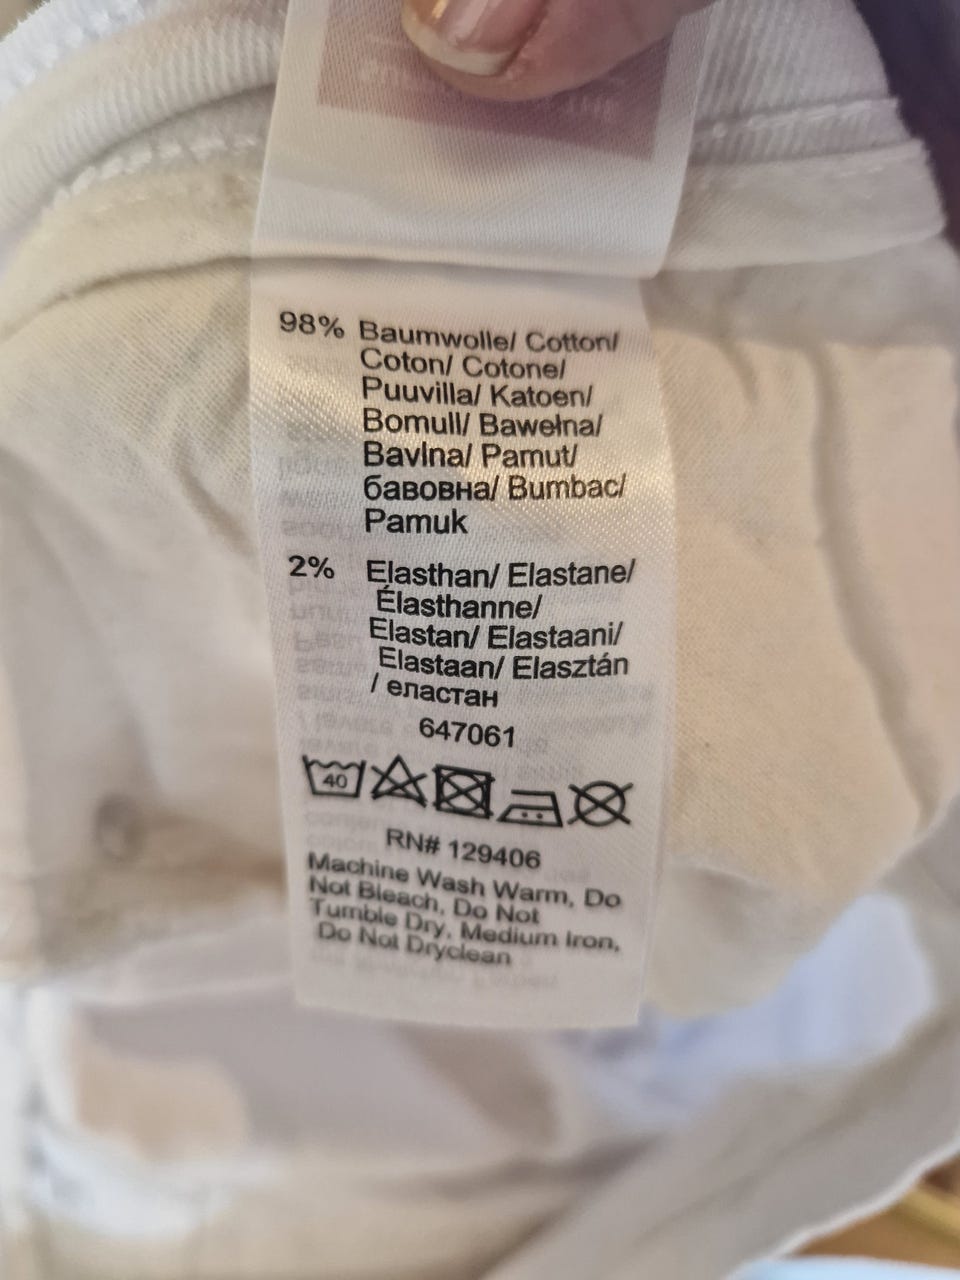 98% Baumwolle/ Cotton/
Coton/ Cotone/
Puuvilla/ Katoen/
Bomull/ Bawełna/
Bavlna/ Pamut/
бавовна/ Bumbac/
Pamuk
2% Elasthan/ Elastane/
Élasthanne/
Elastan/ Elastaani/
Elastaan/ Elasztán
/ еластан
647061
40
RN# 129406
Machine Wash Warm, Do
Not Bleach, Do Not
Tumble Dry, Medium Iron,
Do Not Dryclean